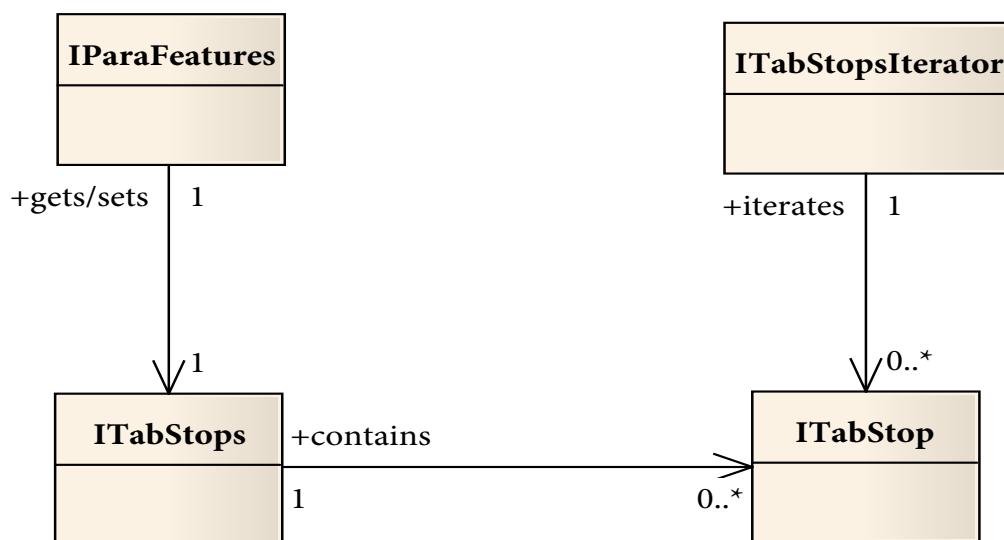 IParaFeatures
ITabStopsIterator
+gets/sets
1
+iterates
1
1
0..*
ITabStops
+contains
ITabStop
1
0..*